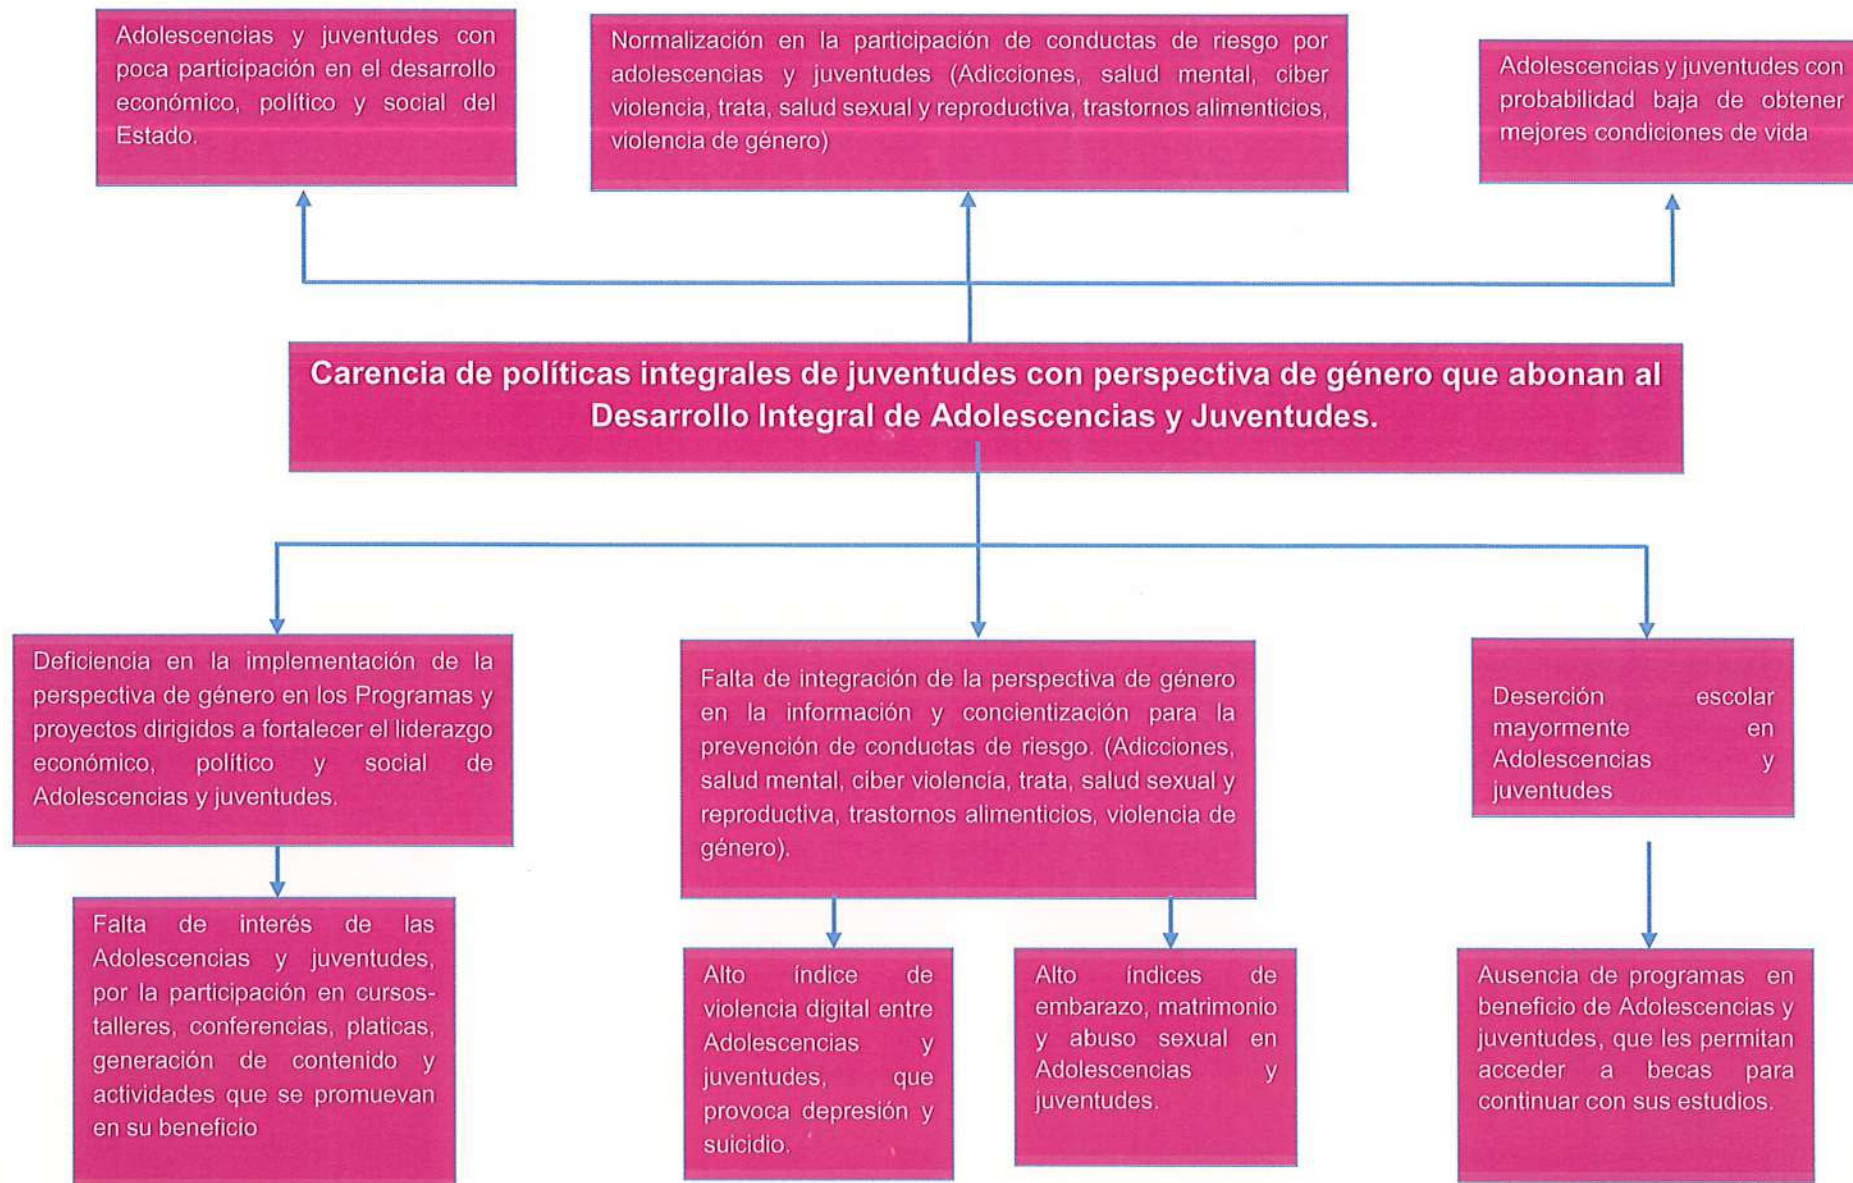 Adolescencias y juventudes con
poca participación en el desarrollo
económico, político y social del
Estado.
Normalización en la participación de conductas de riesgo por
adolescencias y juventudes (Adicciones, salud mental, ciber
violencia, trata, salud sexual y reproductiva, trastornos alimenticios,
violencia de género)
Adolescencias y juventudes con
probabilidad baja de obtener
mejores condiciones de vida
Carencia de políticas integrales de juventudes con perspectiva de género que abonan al
Desarrollo Integral de Adolescencias y Juventudes.
Deficiencia en la implementación de la
perspectiva de género en los Programas y
proyectos dirigidos a fortalecer el liderazgo
económico, político y social de
Adolescencias y juventudes.
Falta de integración de la perspectiva de género
en la información y concientización para la
prevención de conductas de riesgo. (Adicciones,
salud mental, ciber violencia, trata, salud sexual y
reproductiva, trastornos alimenticios, violencia de
género).
Deserción escolar
mayormente en
Adolescencias y
juventudes
Falta de interés de las
Adolescencias y juventudes,
por la participación en cursos-
talleres, conferencias, platicas,
generación de contenido y
actividades que se promuevan
en su beneficio
Alto índice de
violencia digital entre
Adolescencias y
juventudes, que
provoca depresión y
suicidio.
Alto índices de
embarazo, matrimonio
y abuso sexual en
Adolescencias y
juventudes.
Ausencia de programas en
beneficio de Adolescencias y
juventudes, que les permitan
acceder a becas para
continuar con sus estudios.